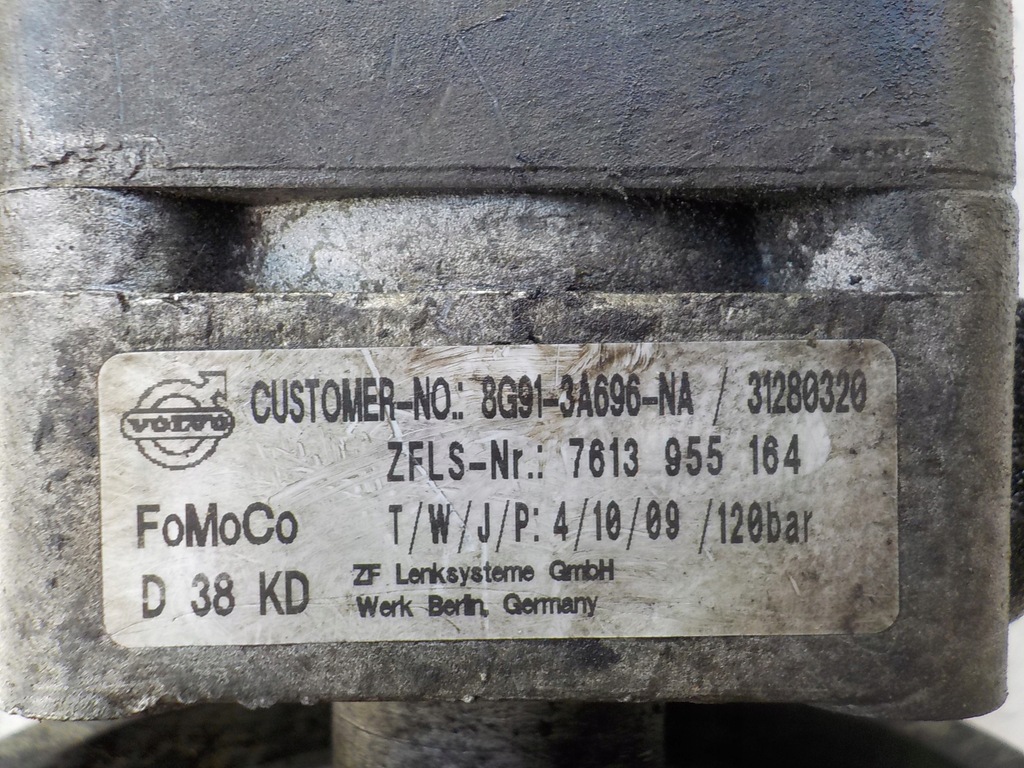 VOLVO
CUSTOMER-NO.: 8G91-3A696-NA / 31280320
ZFLS-Nr.: 7613 955 164
FoMoCo
T/W/J/P: 4/10/09 /120bar
D 38 KD
ZF Lenksysteme GmbH
Werk Berlin, Germany